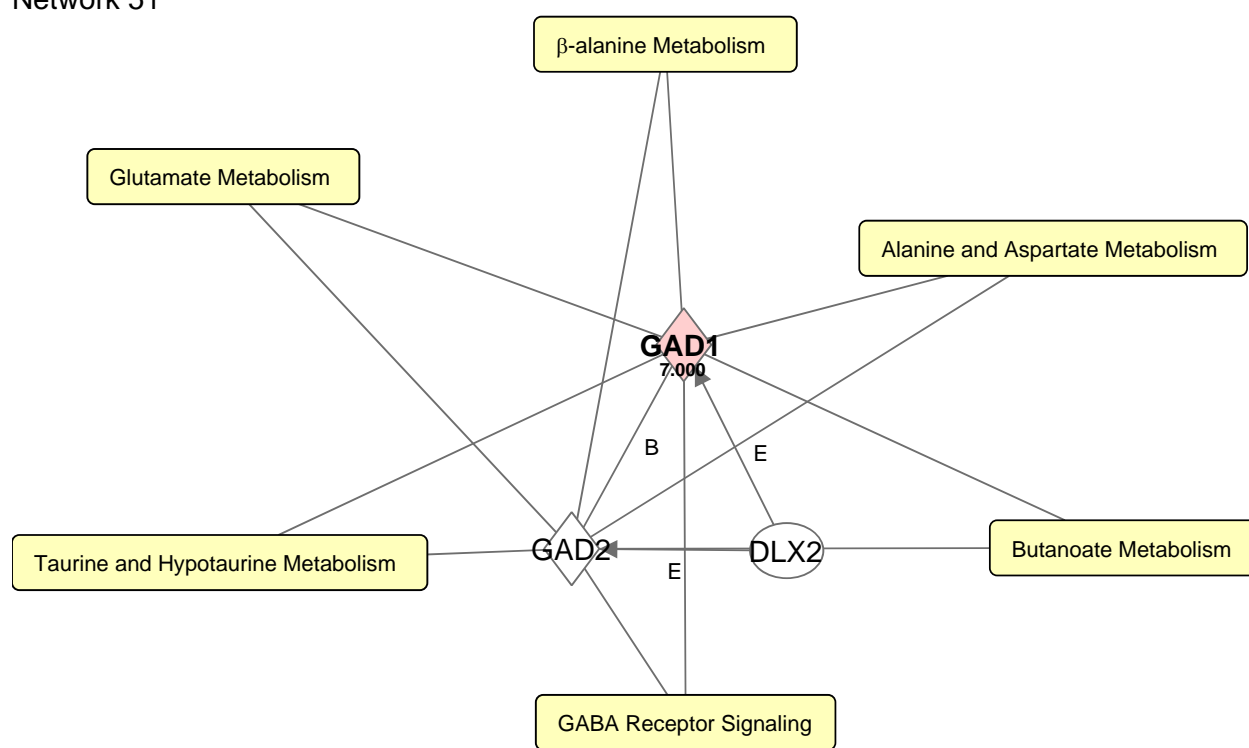 Network 51
β-alanine Metabolism
Glutamate Metabolism
Alanine and Aspartate Metabolism
GAD1
7.000
B
E
GAD2
DLX2
Butanoate Metabolism
Taurine and Hypotaurine Metabolism
E
GABA Receptor Signaling